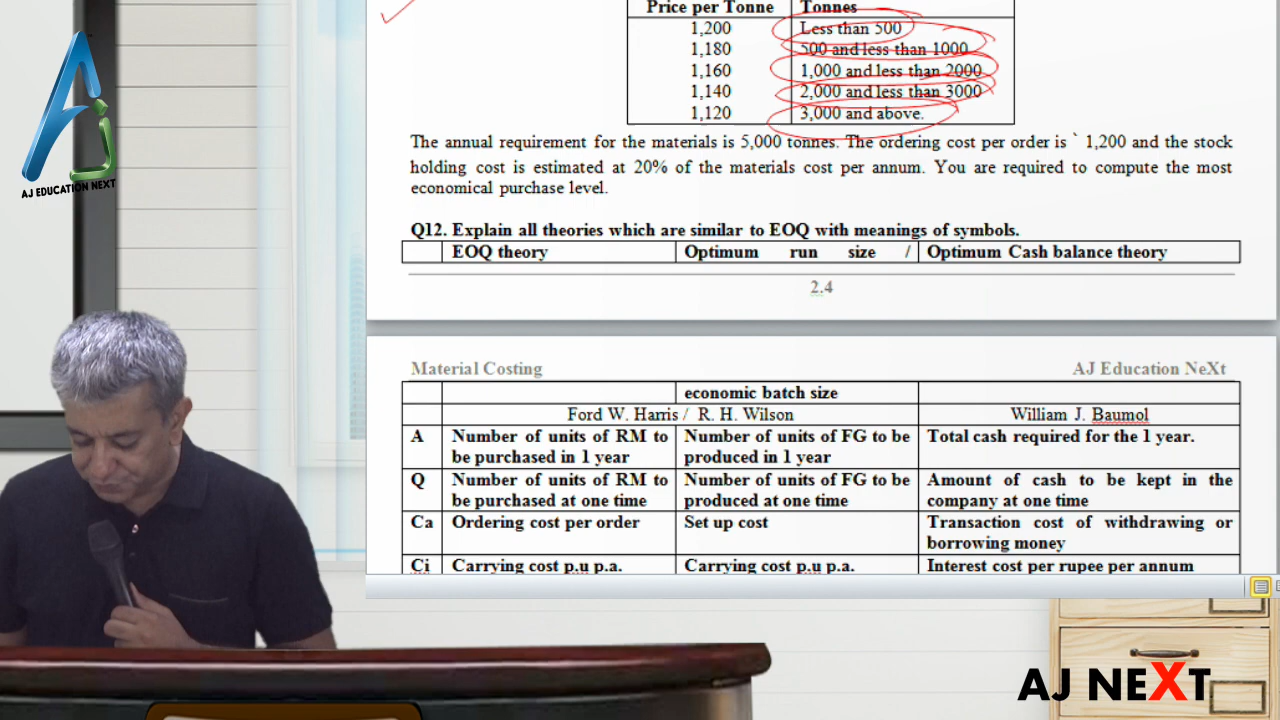 Price per Tonne Tonnes
1,200 Less than 500
1,180 500 and less than 1000
1,160 1,000 and less than 2000
1,140 2,000 and less than 3000
1,120 3,000 and above.
The annual requirement for the materials is 5,000 tonnes. The ordering cost per order is ` 1,200 and the stock
holding cost is estimated at 20% of the materials cost per annum. You are required to compute the most
economical purchase level.
Q12. Explain all theories which are similar to EOQ with meanings of symbols.
EOQ theory Optimum run size / Optimum Cash balance theory
2.4
Material Costing AJ Education NeXt
economic batch size
Ford W. Harris / R. H. Wilson William J. Baumol
A Number of units of RM to be purchased in 1 year Number of units of FG to be produced in 1 year Total cash required for the 1 year.
Q Number of units of RM to be purchased at one time Number of units of FG to be produced at one time Amount of cash to be kept in the company at one time
Ca Ordering cost per order Set up cost Transaction cost of withdrawing or borrowing money
Ci Carrying cost p.u p.a. Carrying cost p.u p.a. Interest cost per rupee per annum
AJ EDUCATION NEXT
AJ NEXT